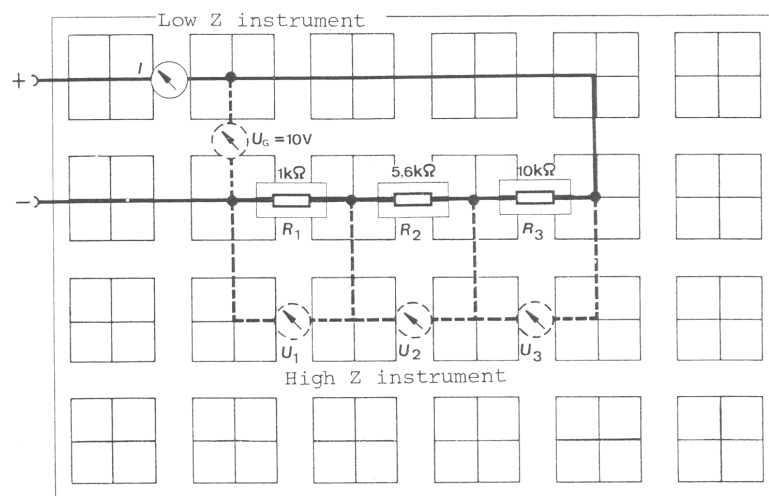 Low Z instrument
+
I
U_G = 10V
1kΩ
5.6kΩ
10kΩ
−
R1
R2
R3
U1
U2
U3
High Z instrument